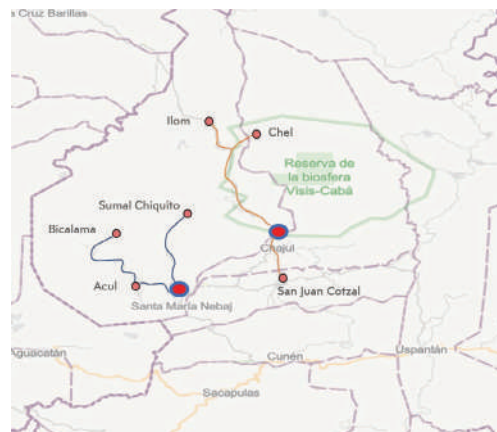 a Cruz Barillas
Ilom
Chel
Reserva de
la biosfera
Visis-Cabá
Sumal Chiquito
Bicalama
Chajul
Acul
San Juan Cotzal
Santa María Nebaj
Aguacatán
Cunén
Uspantán
Sacapulas